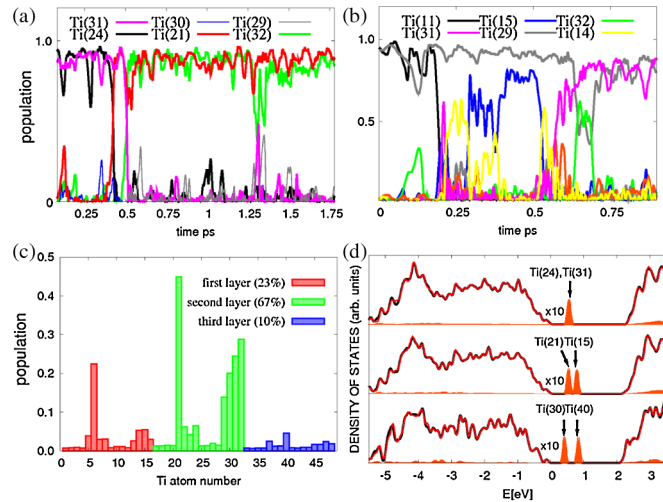 (a)
Ti(31) Ti(30) Ti(29)
Ti(24) Ti(21) Ti(32)
1.0
population
0
0.25 0.5 0.75 1 1.25 1.5 1.75
time ps
(b)
Ti(11) Ti(15) Ti(32)
Ti(31) Ti(29) Ti(14)
1.0
0.5
0 0.25 0.50 0.75
time ps
(c)
0.5
0.4
0.3
0.2
0.1
0.0
population
first layer (23%)
second layer (67%)
third layer (10%)
0 5 10 15 20 25 30 35 40 45
Ti atom number
(d)
DENSITY OF STATES (arb. units)
Ti(24),Ti(31)
x10
Ti(21)Ti(15)
x10
Ti(30)Ti(40)
x10
-5 -4 -3 -2 -1 0 1 2 3
E[eV]